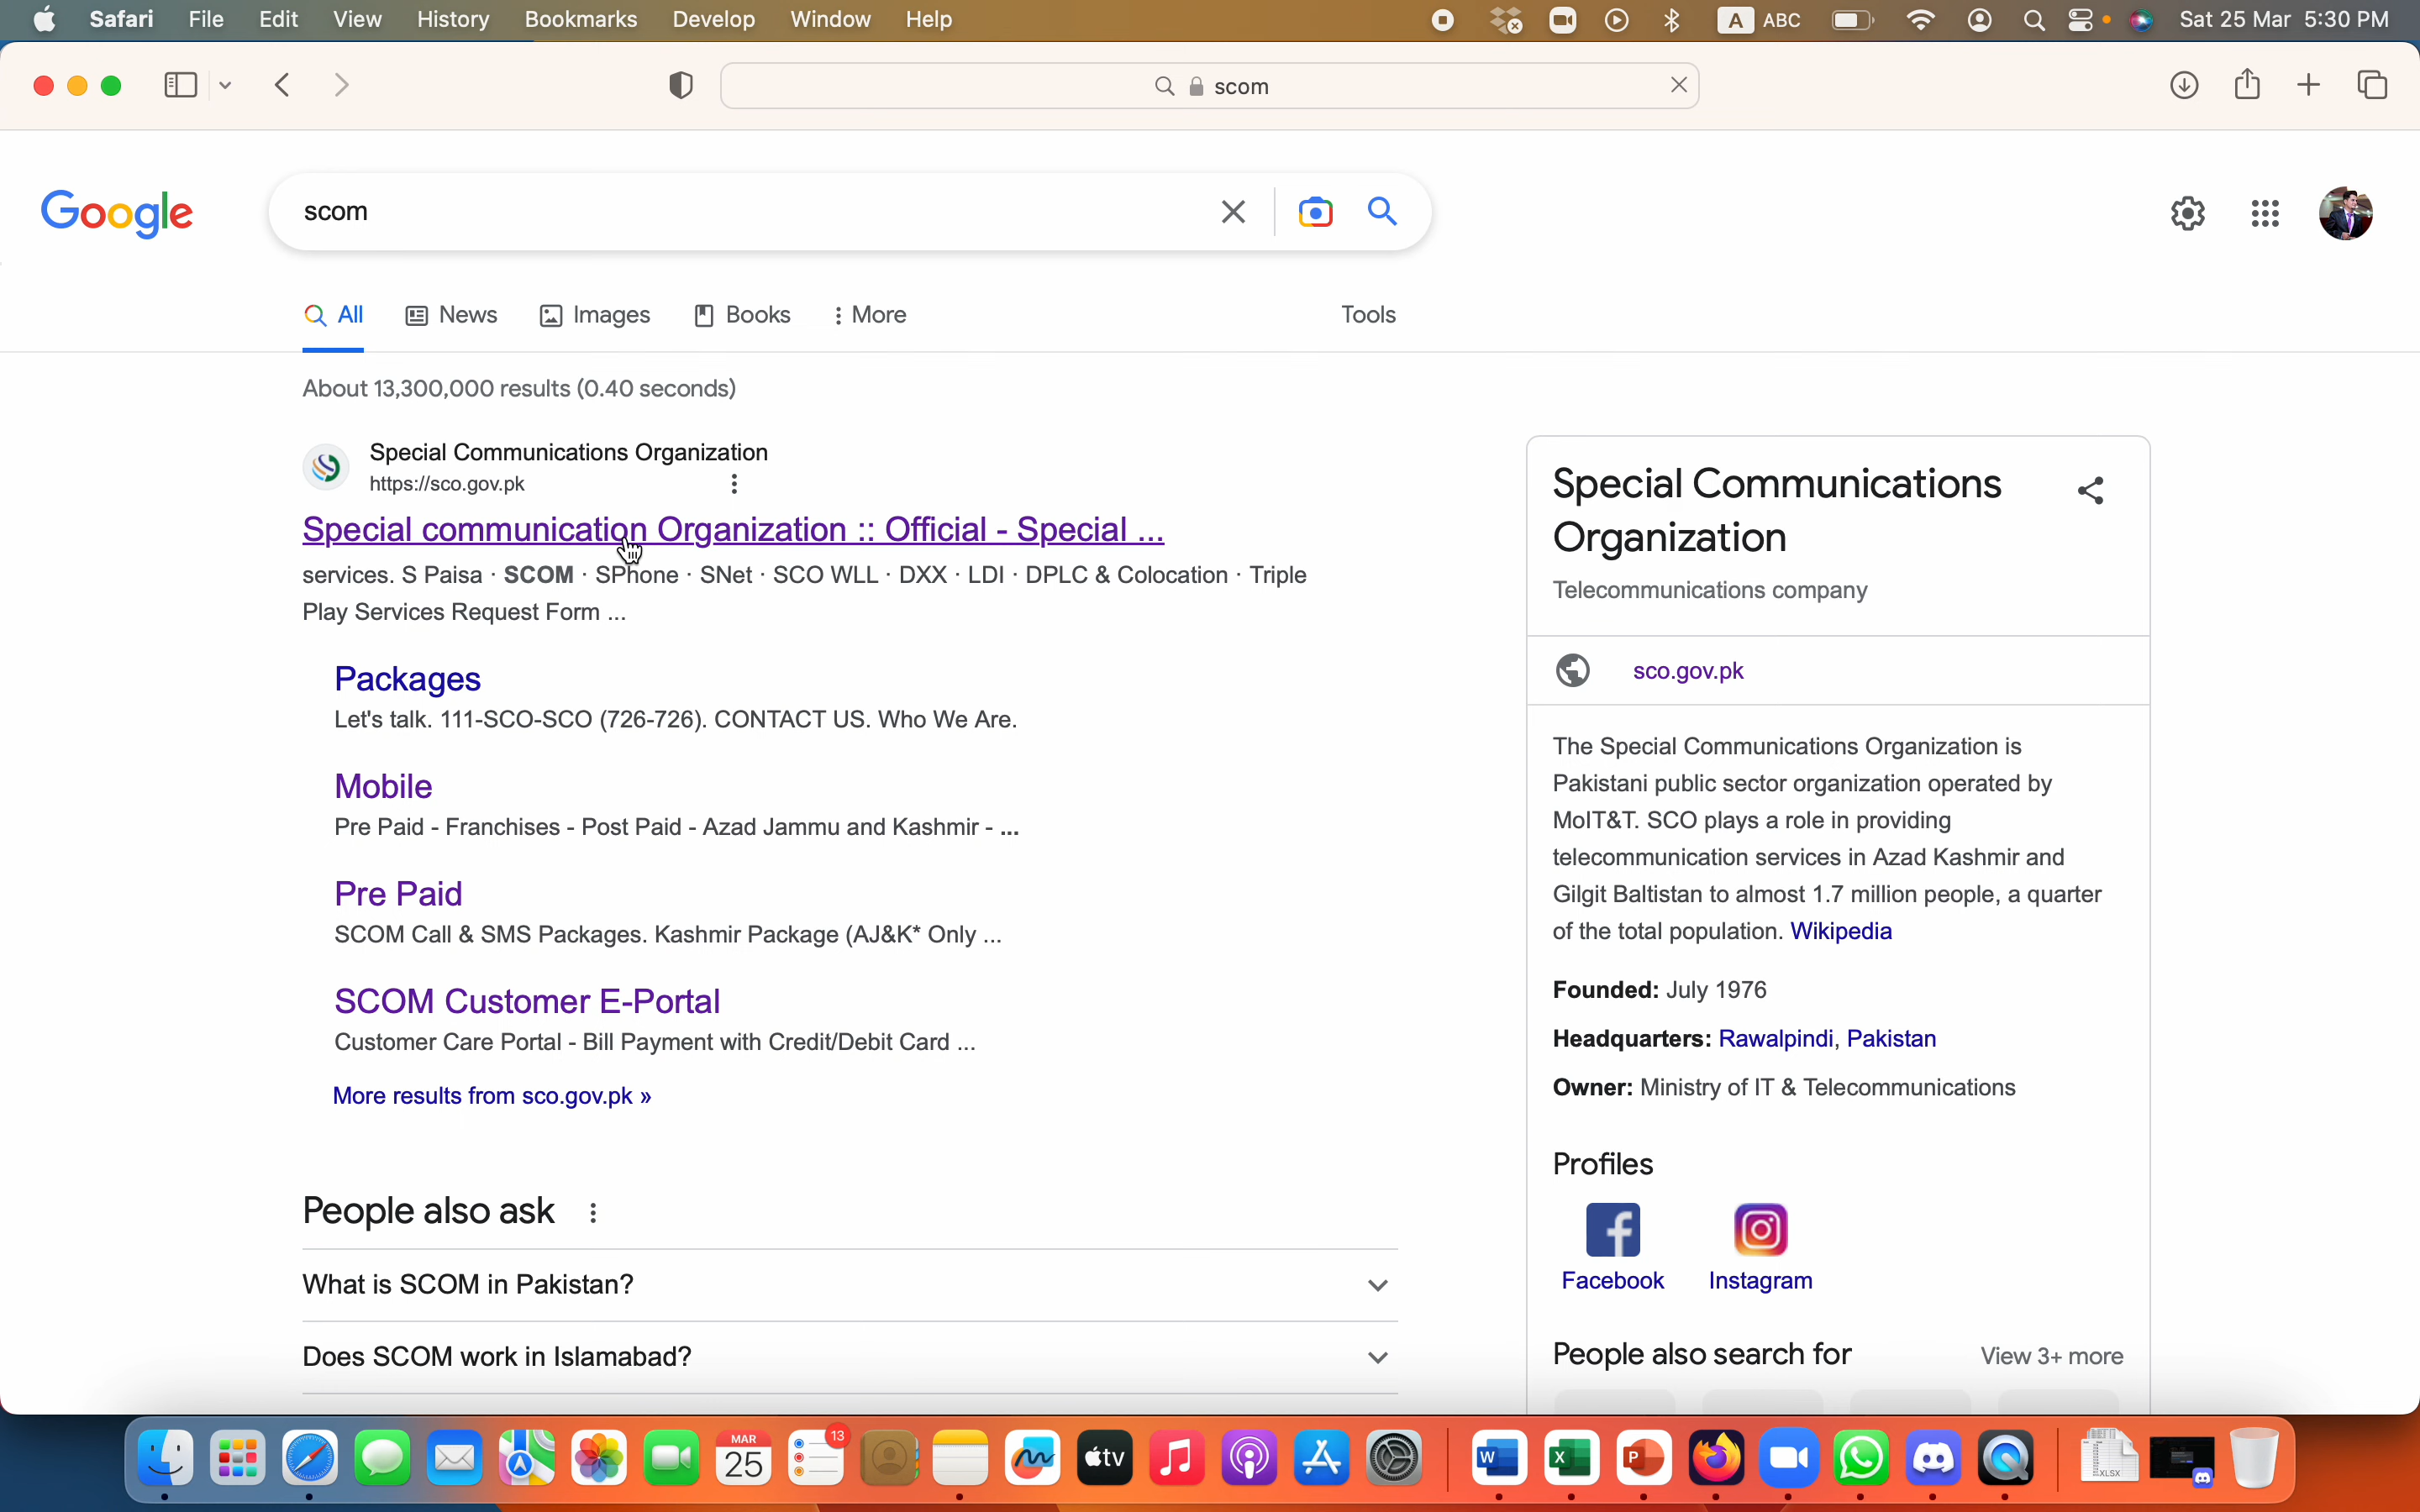 Safari File Edit View History Bookmarks Develop Window Help A ABC Sat 25 Mar 5:30 PM
scom
Google scom
All News Images Books More Tools
About 13,300,000 results (0.40 seconds)
Special Communications Organization
https://sco.gov.pk
Special communication Organization :: Official - Special ...
services. S Paisa · SCOM · SPhone · SNet · SCO WLL · DXX · LDI · DPLC & Colocation · Triple
Play Services Request Form ...
Packages
Let's talk. 111-SCO-SCO (726-726). CONTACT US. Who We Are.
Mobile
Pre Paid - Franchises - Post Paid - Azad Jammu and Kashmir - ...
Pre Paid
SCOM Call & SMS Packages. Kashmir Package (AJ&K* Only ...
SCOM Customer E-Portal
Customer Care Portal - Bill Payment with Credit/Debit Card ...
More results from sco.gov.pk »
People also ask
What is SCOM in Pakistan?
Does SCOM work in Islamabad?
Special Communications
Organization
Telecommunications company
sco.gov.pk
The Special Communications Organization is
Pakistani public sector organization operated by
MoIT&T. SCO plays a role in providing
telecommunication services in Azad Kashmir and
Gilgit Baltistan to almost 1.7 million people, a quarter
of the total population. Wikipedia
Founded: July 1976
Headquarters: Rawalpindi, Pakistan
Owner: Ministry of IT & Telecommunications
Profiles
Facebook Instagram
People also search for View 3+ more
MAR
25
13
tv
W
X
P
XLSX